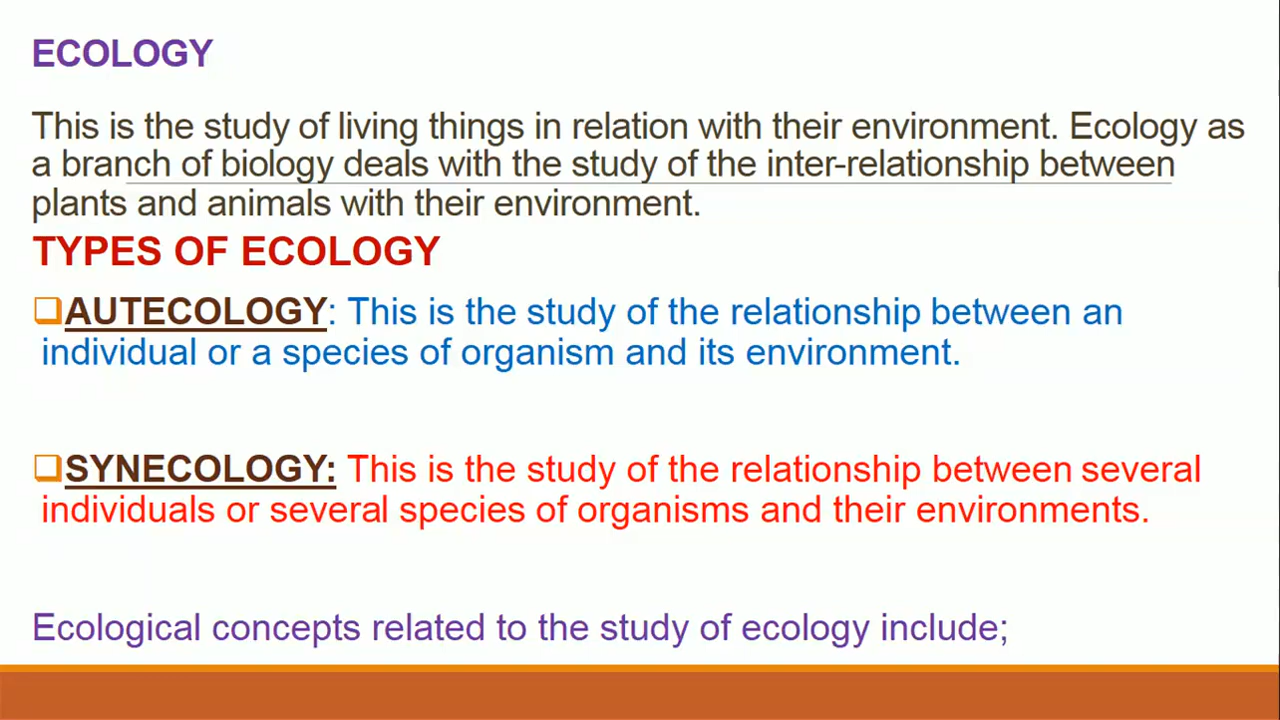 ECOLOGY
This is the study of living things in relation with their environment. Ecology as
a branch of biology deals with the study of the inter-relationship between
plants and animals with their environment.
TYPES OF ECOLOGY
❑AUTECOLOGY: This is the study of the relationship between an
individual or a species of organism and its environment.
❑SYNECOLOGY: This is the study of the relationship between several
individuals or several species of organisms and their environments.
Ecological concepts related to the study of ecology include;